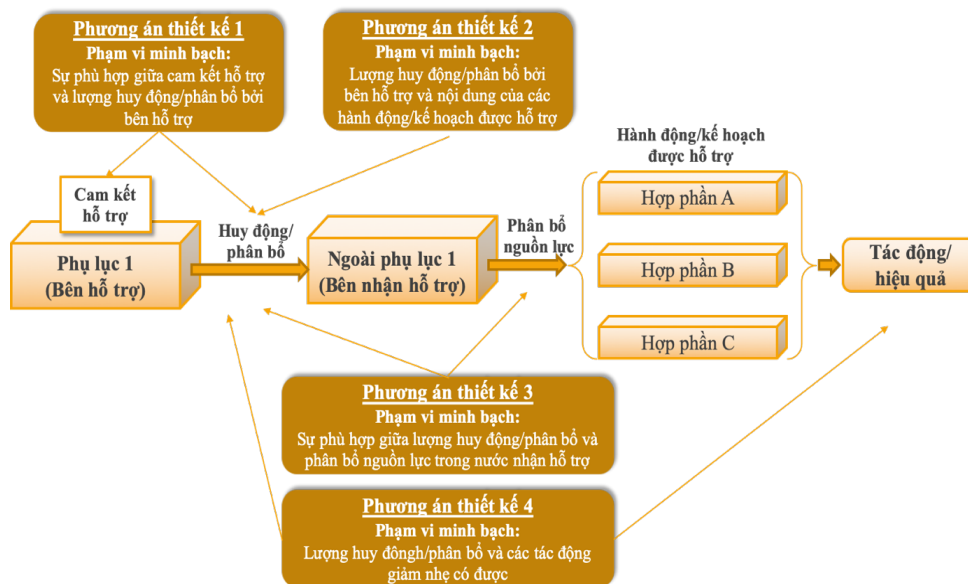 Phương án thiết kế 1
Phạm vi minh bạch:
Sự phù hợp giữa cam kết hỗ trợ
và lượng huy động/phân bổ bởi
bên hỗ trợ
Phương án thiết kế 2
Phạm vi minh bạch:
Lượng huy động/phân bổ bởi
bên hỗ trợ và nội dung của các
hành động/kế hoạch được hỗ trợ
Hành động/kế hoạch
được hỗ trợ
Cam kết
hỗ trợ
Phụ lục 1
(Bên hỗ trợ)
Huy động/
phân bổ
Ngoài phụ lục 1
(Bên nhận hỗ trợ)
Phân bổ
nguồn lực
Hợp phần A
Hợp phần B
Hợp phần C
Tác động/
hiệu quả
Phương án thiết kế 3
Phạm vi minh bạch:
Sự phù hợp giữa lượng huy động/phân bổ và
phân bổ nguồn lực trong nước nhận hỗ trợ
Phương án thiết kế 4
Phạm vi minh bạch:
Lượng huy đôngh/phân bổ và các tác động
giảm nhẹ có được